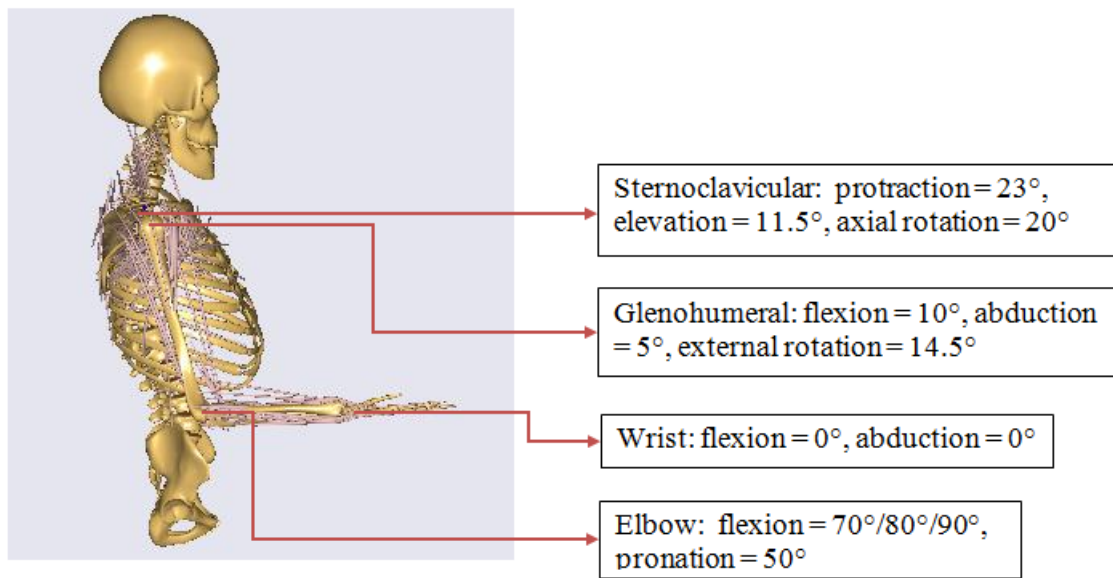 Sternoclavicular: protraction = 23°,
elevation = 11.5°, axial rotation = 20°
Glenohumeral: flexion = 10°, abduction
= 5°, external rotation = 14.5°
Wrist: flexion = 0°, abduction = 0°
Elbow: flexion = 70°/80°/90°,
pronation = 50°